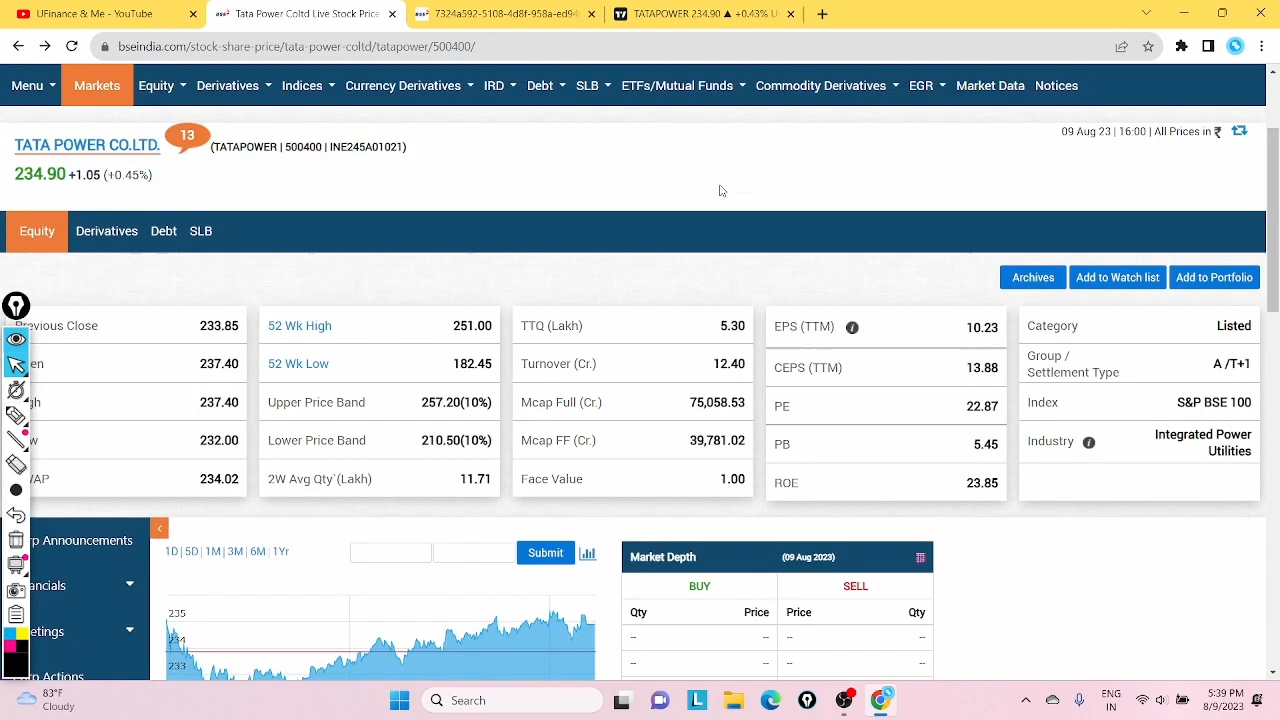 UFinance & Me - YouTube
Tata Power Coltd Live Stock Price
7324a592-5108-4d8f-958a-ed94
TATAPOWER 234.90 ▲ +0.43% U
bseindia.com/stock-share-price/tata-power-coltd/tatapower/500400/
Menu Markets Equity Derivatives Indices Currency Derivatives IRD Debt SLB ETFs/Mutual Funds Commodity Derivatives EGR Market Data Notices
TATA POWER CO.LTD. 13 (TATAPOWER | 500400 | INE245A01021)
09 Aug 23 | 16:00 | All Prices in ₹
234.90 +1.05 (+0.45%)
Equity Derivatives Debt SLB
Archives Add to Watch list Add to Portfolio
Previous Close 233.85
en 237.40
gh 237.40
w 232.00
WAP 234.02
52 Wk High 251.00
52 Wk Low 182.45
Upper Price Band 257.20(10%)
Lower Price Band 210.50(10%)
2W Avg Qty`(Lakh) 11.71
TTQ (Lakh) 5.30
Turnover (Cr.) 12.40
Mcap Full (Cr.) 75,058.53
Mcap FF (Cr.) 39,781.02
Face Value 1.00
EPS (TTM) 10.23
CEPS (TTM) 13.88
PE 22.87
PB 5.45
ROE 23.85
Category Listed
Group /
Settlement Type A /T+1
Index S&P BSE 100
Industry Integrated Power
Utilities
rp Announcements
ncials
etings
rp Actions
1D | 5D | 1M | 3M | 6M | 1Yr Submit
235
234
233
Market Depth (09 Aug 2023)
BUY SELL
Qty Price Price Qty
-- -- -- --
-- -- -- --
83°F
Cloudy
Search
ENG
IN
5:39 PM
8/9/2023